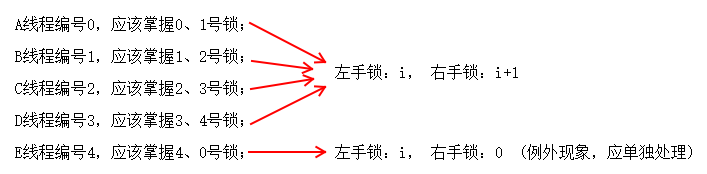 A线程编号0，应该掌握0、1号锁；
B线程编号1，应该掌握1、2号锁；
C线程编号2，应该掌握2、3号锁；
D线程编号3，应该掌握3、4号锁；
E线程编号4，应该掌握4、0号锁；
左手锁：i， 右手锁：i+1
左手锁：i， 右手锁：0 （例外现象，应单独处理）